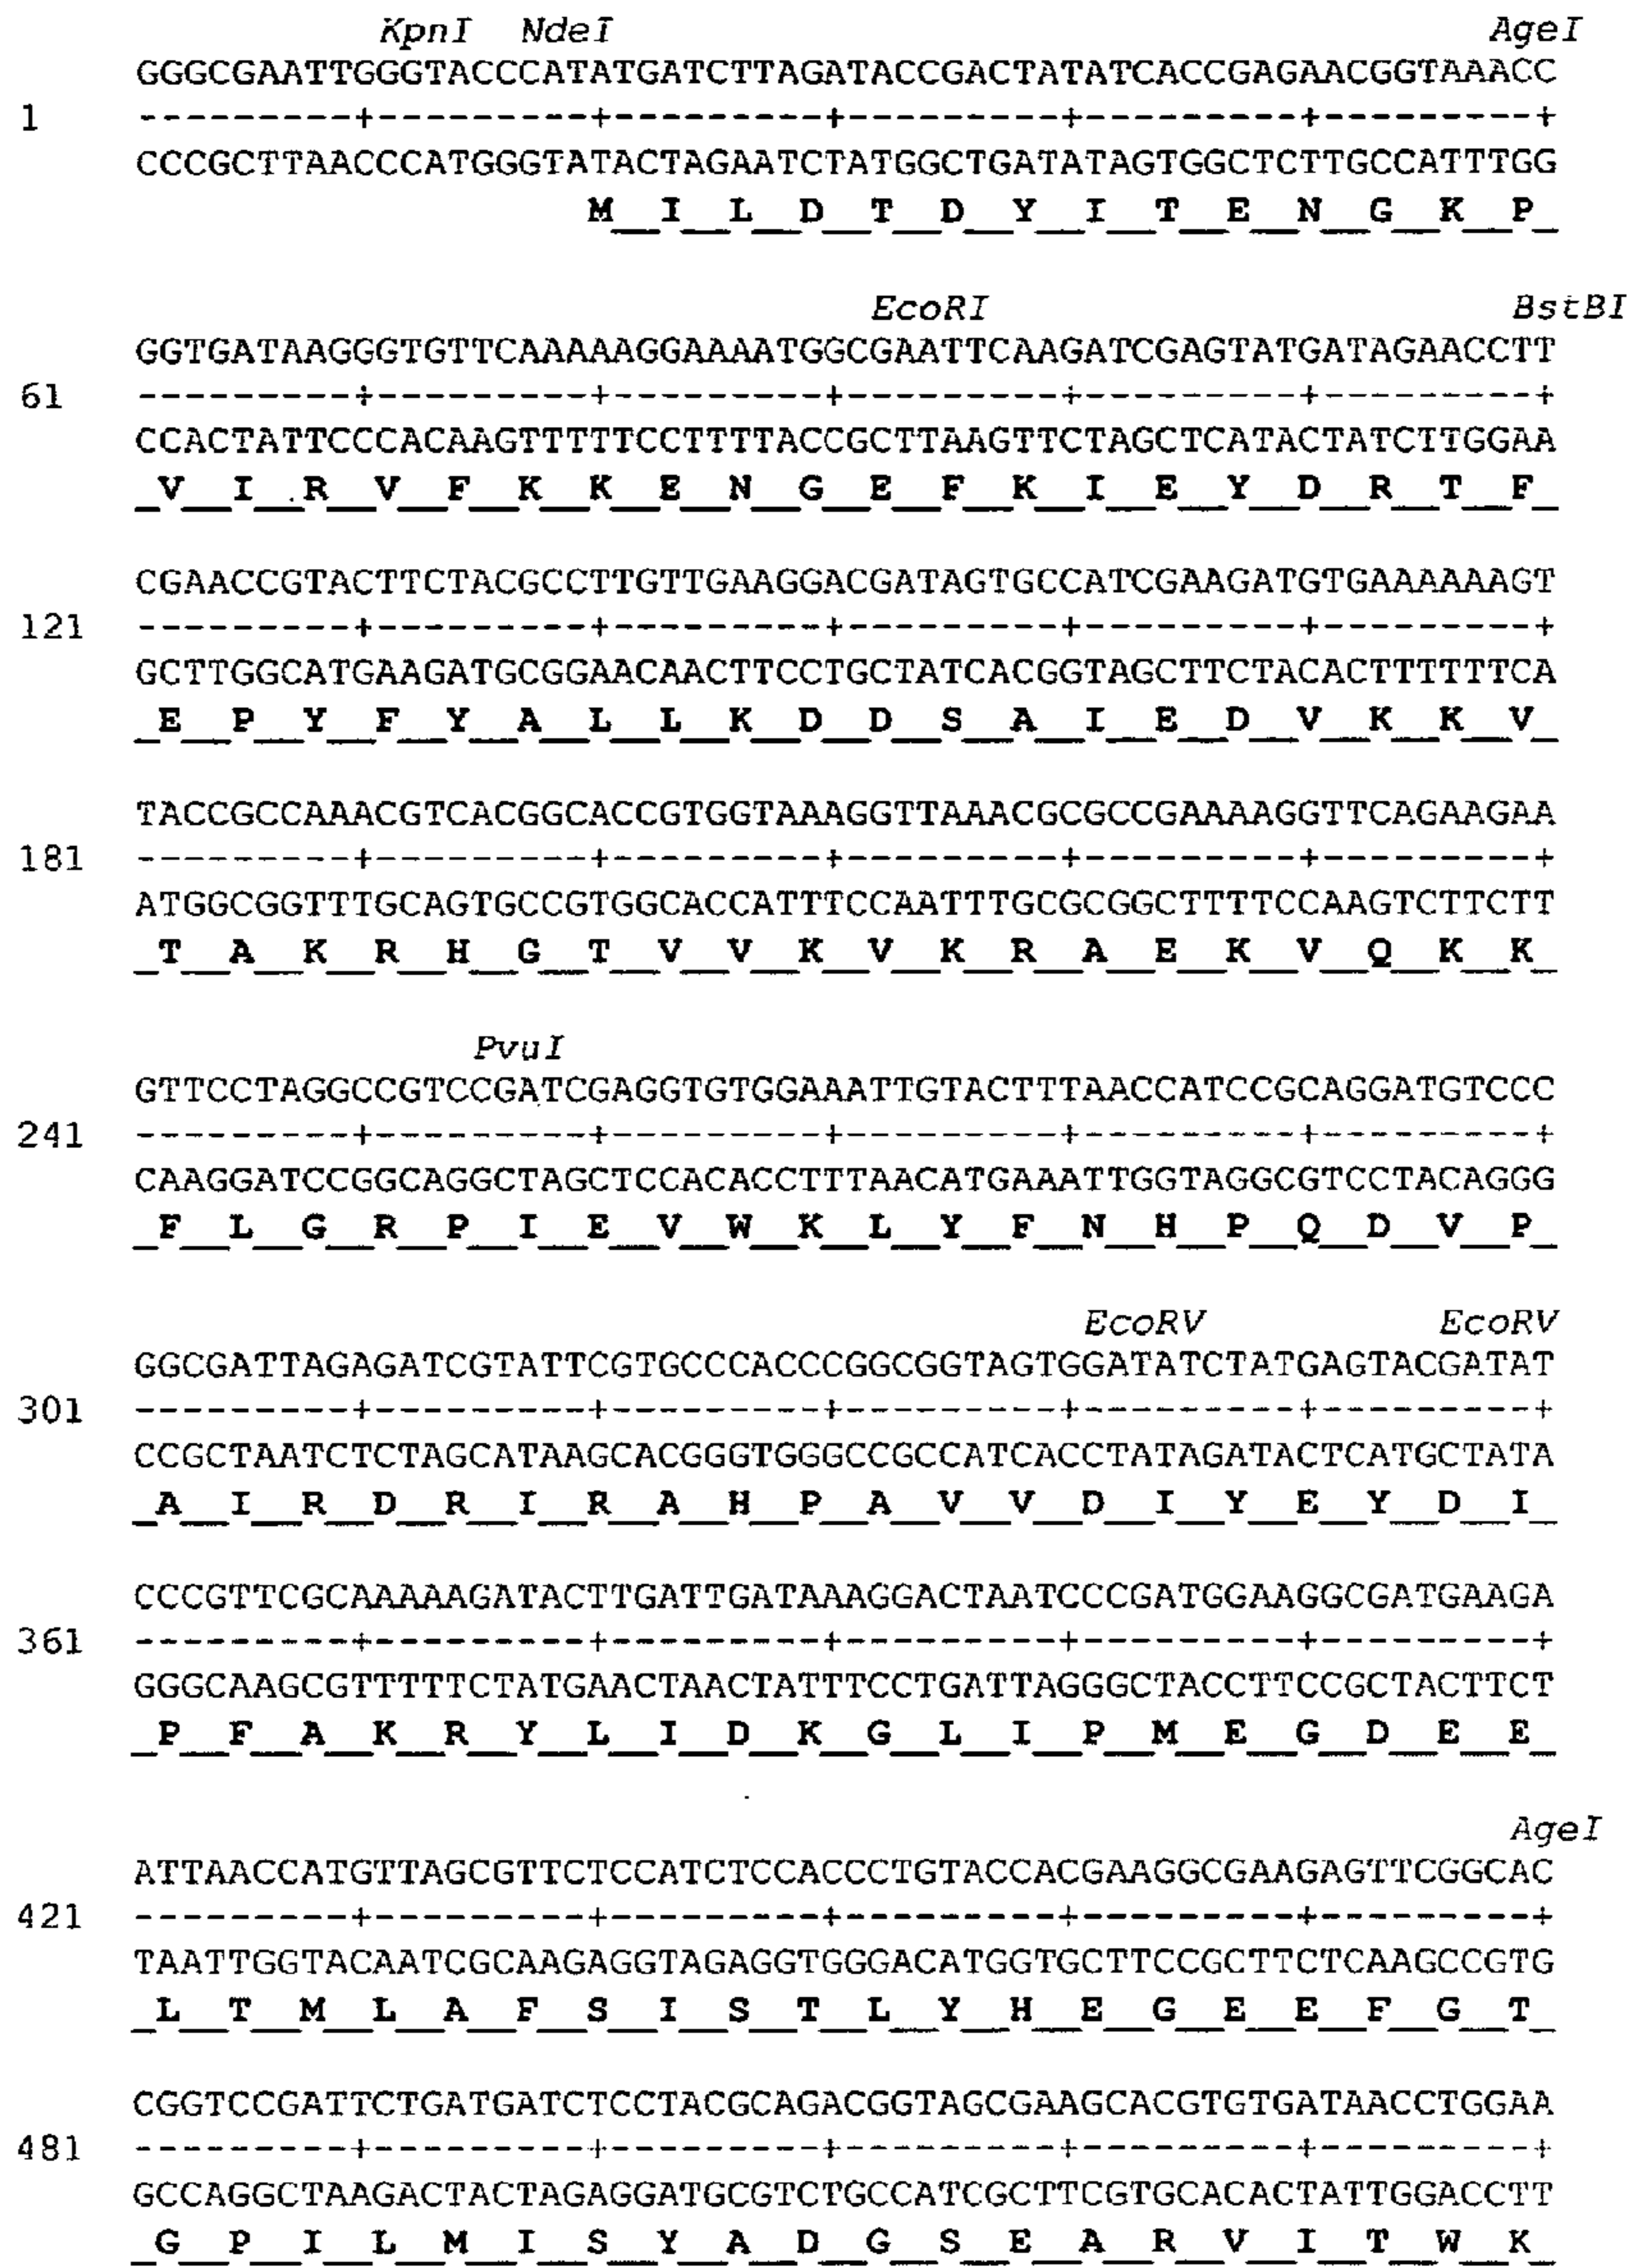 KpnI NdeI AgeI
GGGCGAATTGGGTACCCATATGATCTTAGATACCGACTATATCACCGAGAACGGTAAACC
1 ---------+---------+---------+---------+---------+---------+
CCCGCTTAACCCATGGGTATACTAGAATCTATGGCTGATATAGTGGCTCTTGCCATTTGG
M I L D T D Y I T E N G K P
EcoRI BstBI
GGTGATAAGGGTGTTCAAAAAGGAAAATGGCGAATTCAAGATCGAGTATGATAGAACCTT
61 ---------+---------+---------+---------+---------+---------+
CCACTATTCCCACAAGTTTTTCCTTTTACCGCTTAAGTTCTAGCTCATACTATCTTGGAA
V I R V F K K E N G E F K I E Y D R T F
CGAACCGTACTTCTACGCCTTGTTGAAGGACGATAGTGCCATCGAAGATGTGAAAAAAGT
121 ---------+---------+---------+---------+---------+---------+
GCTTGGCATGAAGATGCGGAACAACTTCCTGCTATCACGGTAGCTTCTACACTTTTTTCA
E P Y F Y A L L K D D S A I E D V K K V
TACCGCCAAACGTCACGGCACCGTGGTAAAGGTTAAACGCGCCGAAAAGGTTCAGAAGAA
181 ---------+---------+---------+---------+---------+---------+
ATGGCGGTTTGCAGTGCCGTGGCACCATTTCCAATTTGCGCGGCTTTTCCAAGTCTTCTT
T A K R H G T V V K V K R A E K V Q K K
PvuI
GTTCCTAGGCCGTCCGATCGAGGTGTGGAAATTGTACTTTAACCATCCGCAGGATGTCCC
241 ---------+---------+---------+---------+---------+---------+
CAAGGATCCGGCAGGCTAGCTCCACACCTTTAACATGAAATTGGTAGGCGTCCTACAGGG
F L G R P I E V W K L Y F N H P Q D V P
EcoRV EcoRV
GGCGATTAGAGATCGTATTCGTGCCCACCCGGCGGTAGTGGATATCTATGAGTACGATAT
301 ---------+---------+---------+---------+---------+---------+
CCGCTAATCTCTAGCATAAGCACGGGTGGGCCGCCATCACCTATAGATACTCATGCTATA
A I R D R I R A H P A V V D I Y E Y D I
CCCGTTCGCAAAAAGATACTTGATTGATAAAGGACTAATCCCGATGGAAGGCGATGAAGA
361 ---------+---------+---------+---------+---------+---------+
GGGCAAGCGTTTTTCTATGAACTAACTATTTCCTGATTAGGGCTACCTTCCGCTACTTCT
P F A K R Y L I D K G L I P M E G D E E
AgeI
ATTAACCATGTTAGCGTTCTCCATCTCCACCCTGTACCACGAAGGCGAAGAGTTCGGCAC
421 ---------+---------+---------+---------+---------+---------+
TAATTGGTACAATCGCAAGAGGTAGAGGTGGGACATGGTGCTTCCGCTTCTCAAGCCGTG
L T M L A F S I S T L Y H E G E E F G T
CGGTCCGATTCTGATGATCTCCTACGCAGACGGTAGCGAAGCACGTGTGATAACCTGGAA
481 ---------+---------+---------+---------+---------+---------+
GCCAGGCTAAGACTACTAGAGGATGCGTCTGCCATCGCTTCGTGCACACTATTGGACCTT
G P I L M I S Y A D G S E A R V I T W K